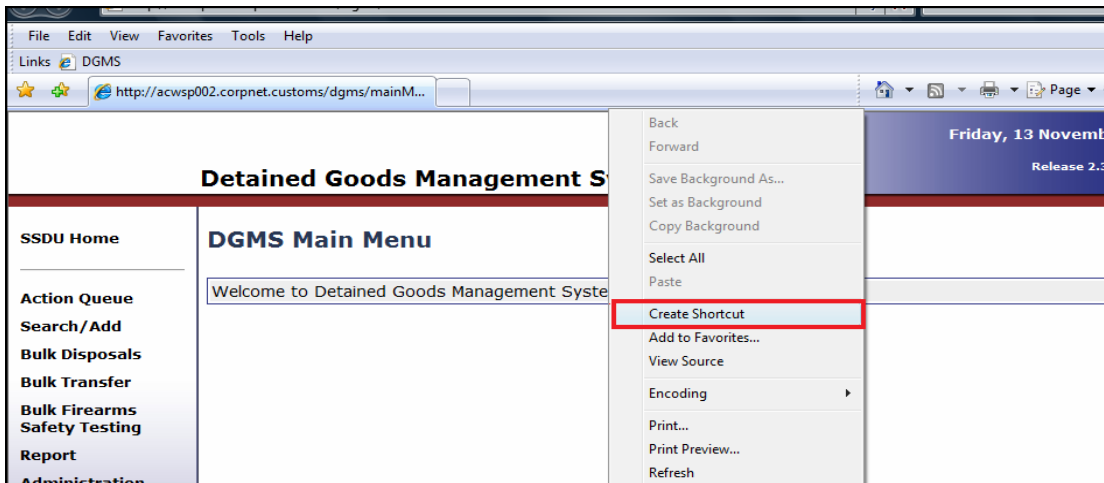 File Edit View Favorites Tools Help
Links DGMS
http://acwsp002.corpnet.customs/dgms/mainM...
Page
Friday, 13 Novemb
Release 2.3
Detained Goods Management S
SSDU Home
DGMS Main Menu
Welcome to Detained Goods Management Syste
Action Queue
Search/Add
Bulk Disposals
Bulk Transfer
Bulk Firearms
Safety Testing
Report
Administration
Back
Forward
Save Background As...
Set as Background
Copy Background
Select All
Paste
Create Shortcut
Add to Favorites...
View Source
Encoding
Print...
Print Preview...
Refresh